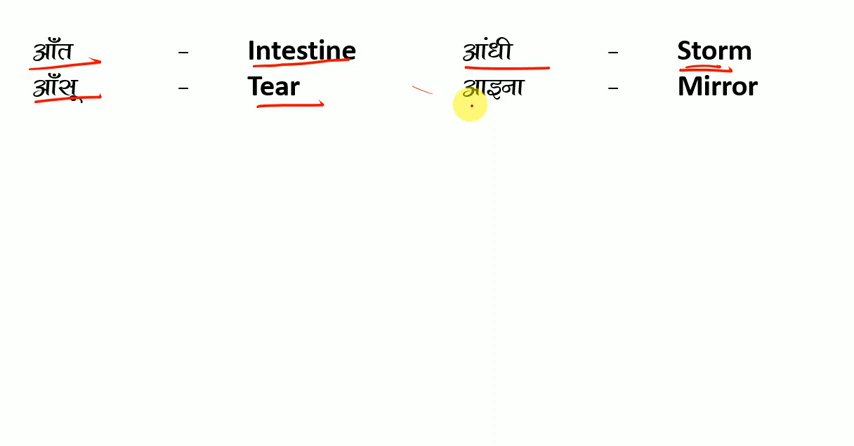 आँत – Intestine आंधी – Storm
आँसू – Tear आइना – Mirror